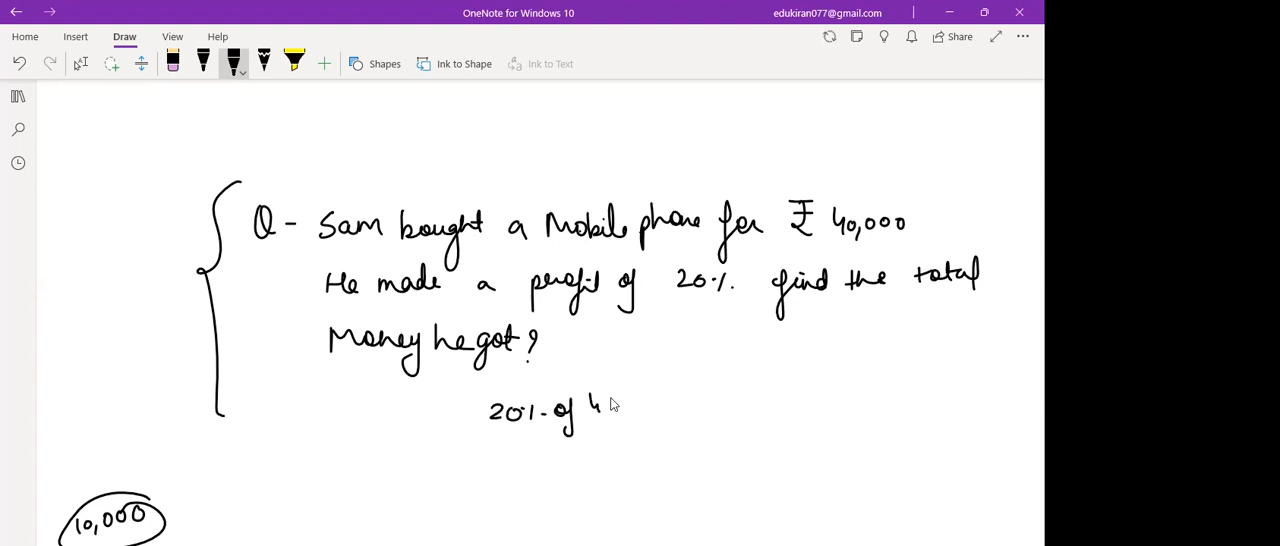 OneNote for Windows 10
edukiran077@gmail.com
Home Insert Draw View Help
Share
Shapes Ink to Shape Ink to Text
Q - Sam bought a Mobile phone for ₹ 40,000
He made a profit of 20%. find the total
Money he got?
20% of 4
10,000